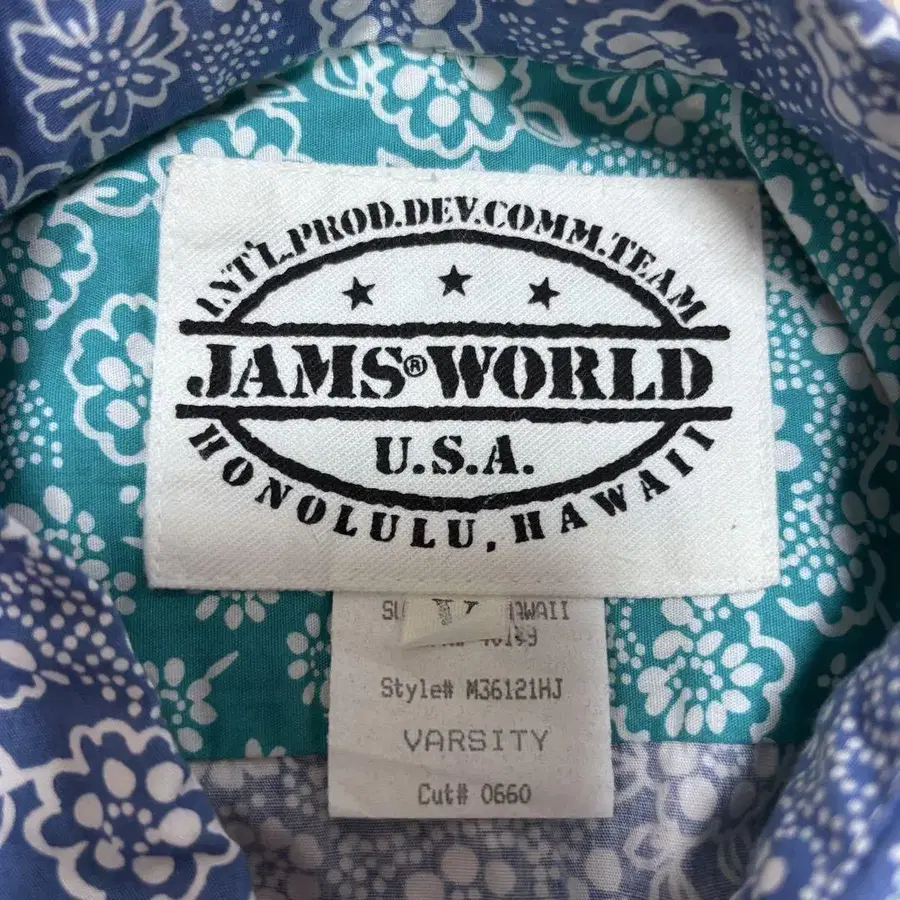 INT'L.PROD.DEV.COMM.TEAM
JAMS® WORLD
U.S.A.
HONOLULU, HAWAII
Style# M36121HJ
VARSITY
Cut# 0660